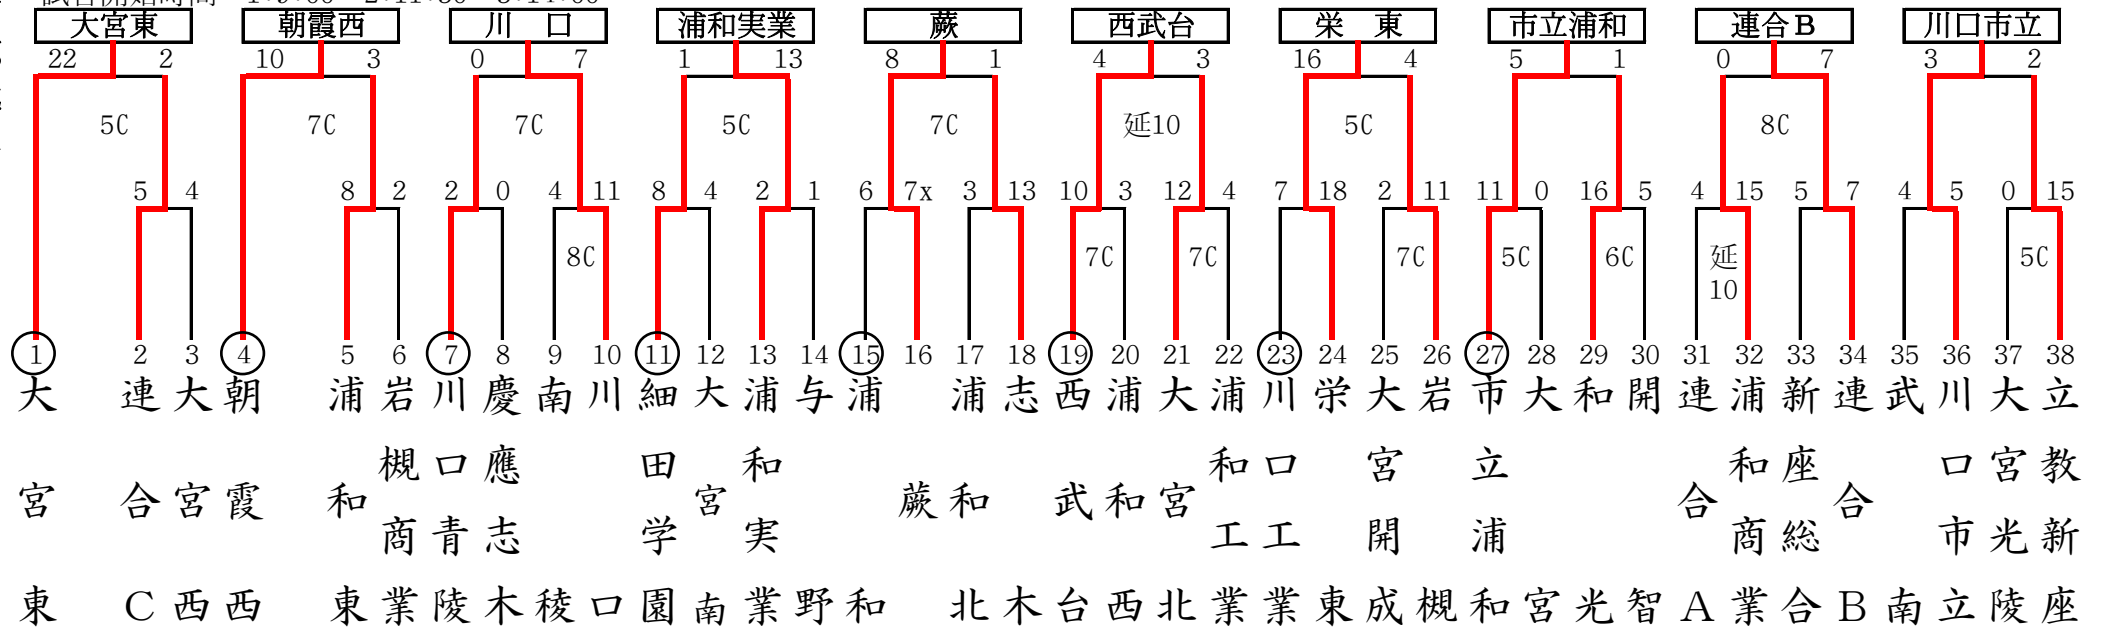 大宮東 朝霞西 川口 浦和実業 蕨 西武台 栄東 市立浦和 連合B 川口市立
22 2 10 3 0 7 1 13 8 1 4 3 16 4 5 1 0 7 3 2
5C 7C 7C 5C 7C 延10 5C 8C
5 4 8 2 2 0 4 11 8 4 2 1 6 7x 3 13 10 3 12 4 7 18 2 11 11 0 16 5 4 15 5 7 4 5 0 15
8C 7C 7C 7C 5C 6C 延10 5C
1 2 3 4 5 6 7 8 9 10 11 12 13 14 15 16 17 18 19 20 21 22 23 24 25 26 27 28 29 30 31 32 33 34 35 36 37 38
大宮東
連合C
大宮西
朝霞西
浦和東
岩槻商業
川口青陵
慶應志木
南稜
川口
細田学園
大宮南
浦和実業
与野
浦和
蕨
浦和北
志木
西武台
浦和西
大宮北
浦和工業
川口工業
栄東
大宮開成
岩槻
市立浦和
大宮
和光
開智
連合A
浦和商業
新座総合
連合B
武南
川口市立
大宮光陵
立教新座